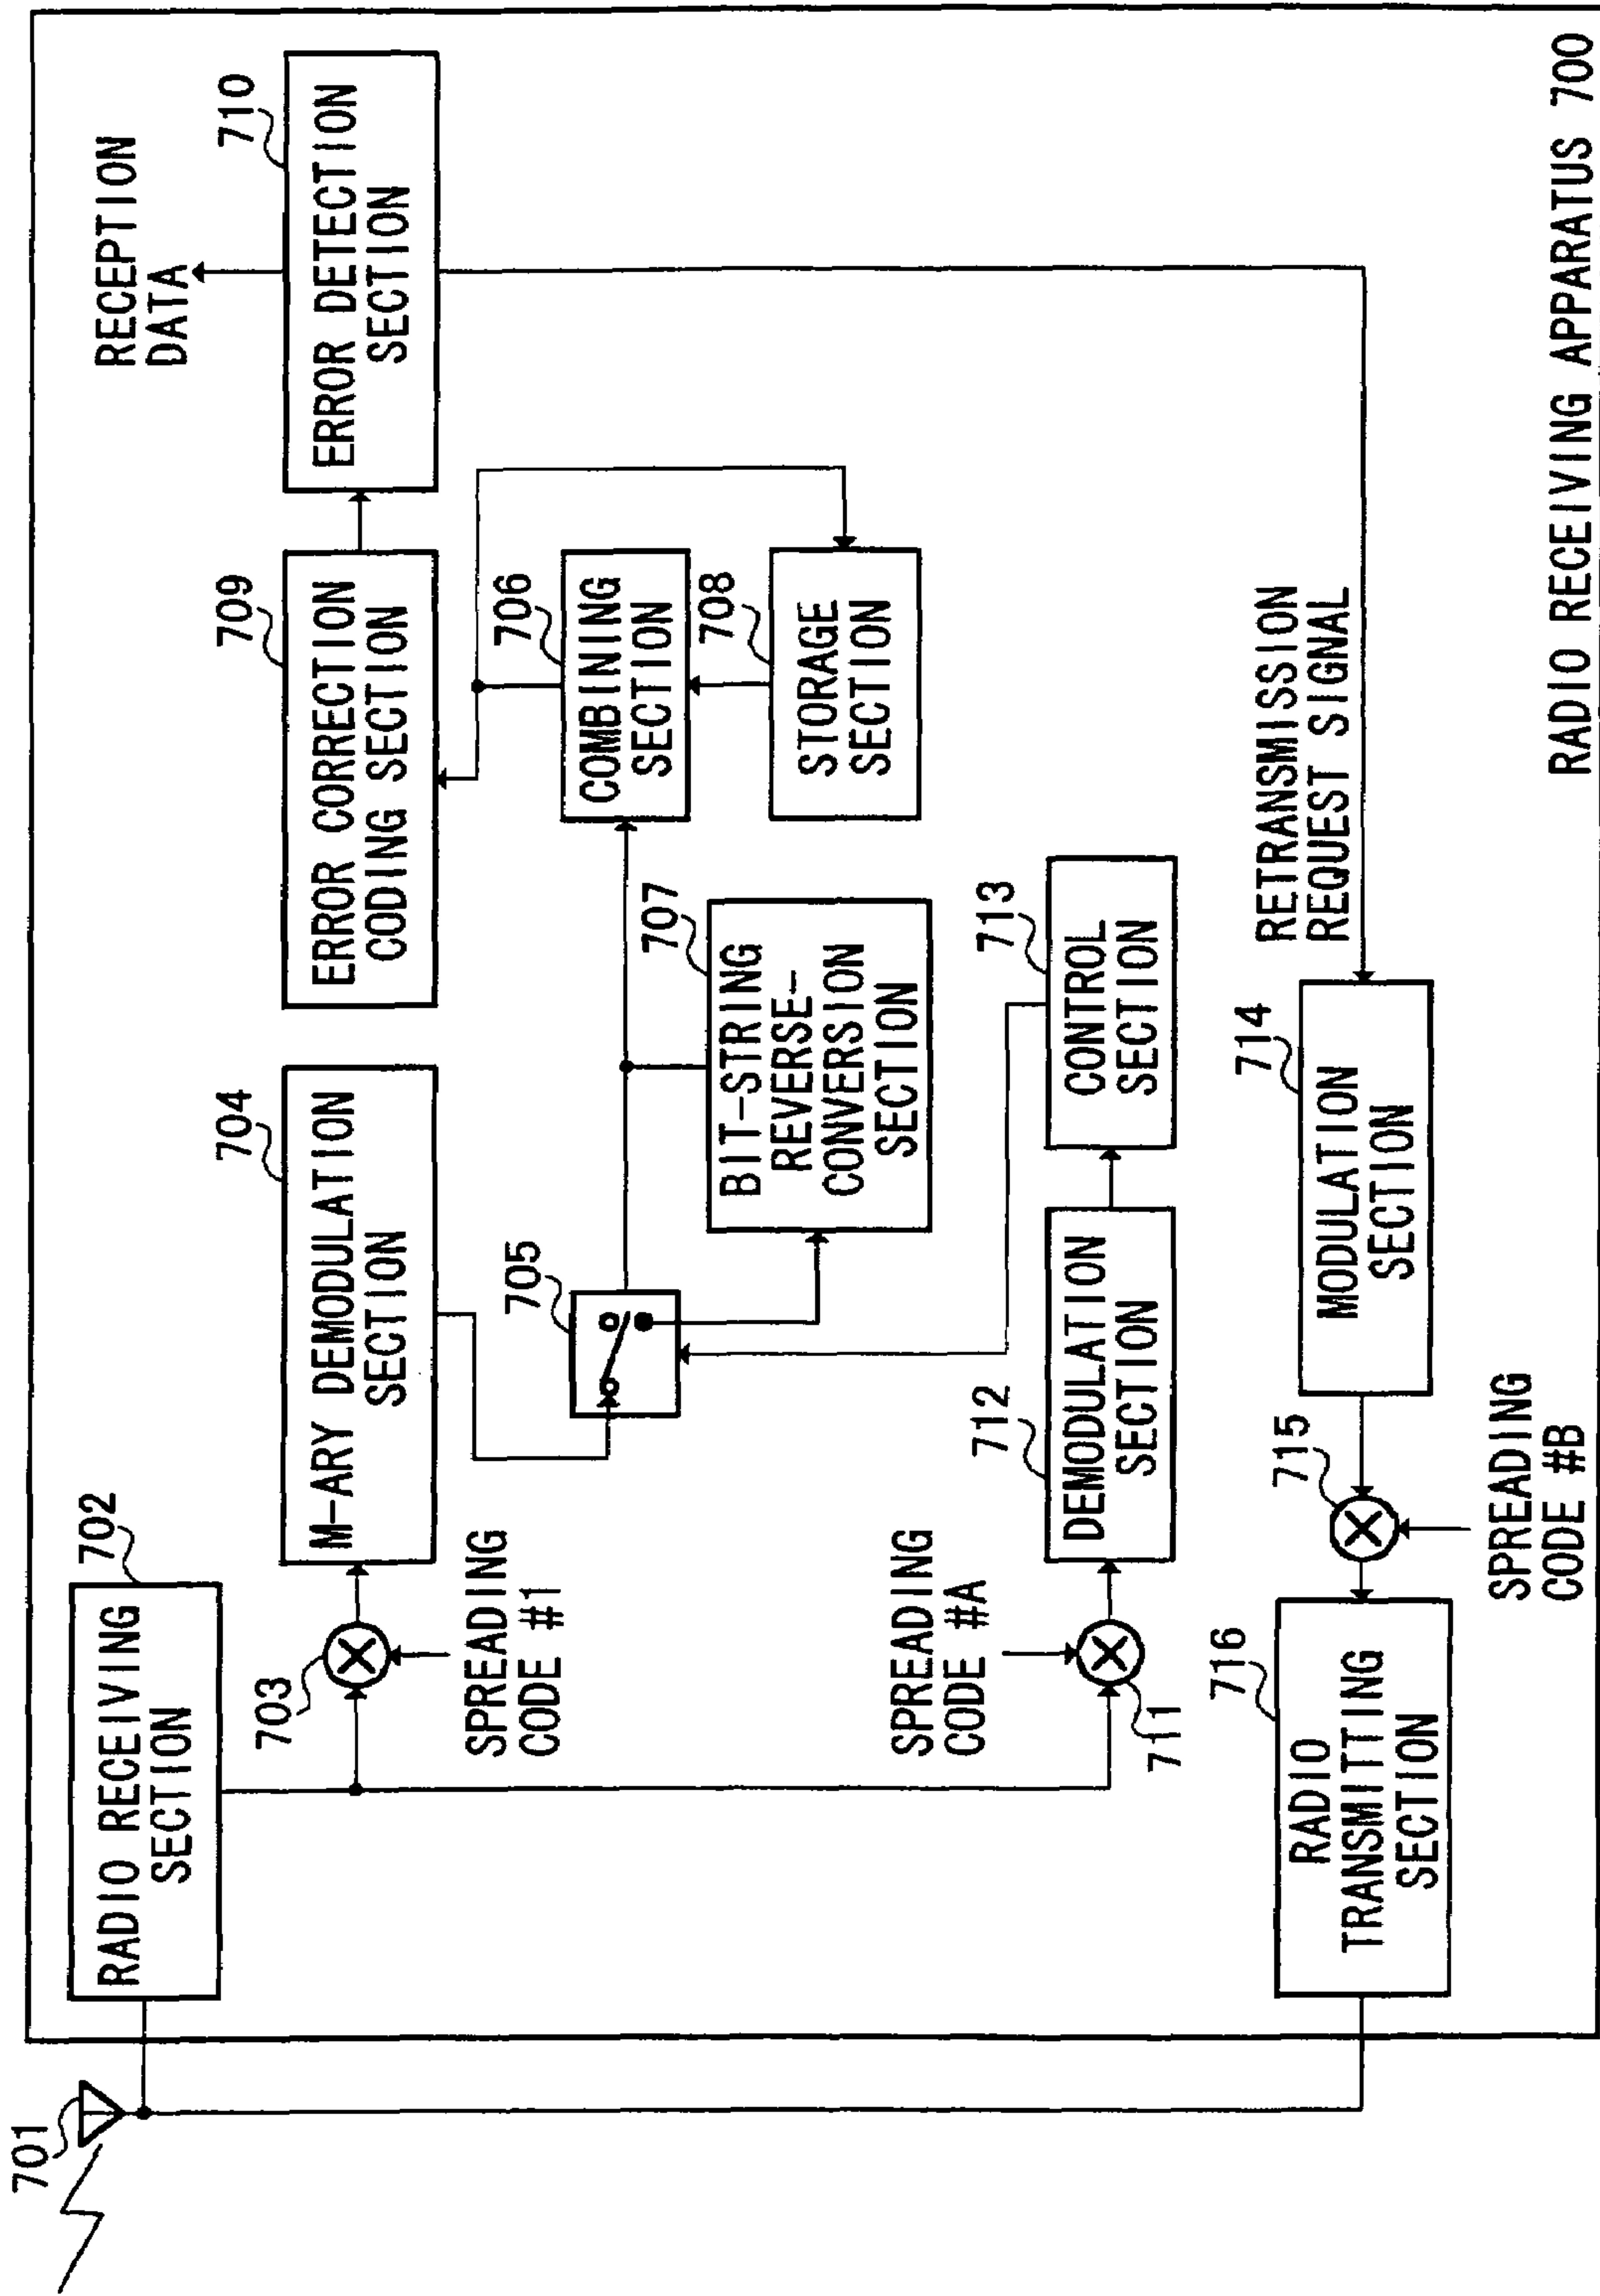 701
702
RADIO RECEIVING
SECTION
703
SPREADING
CODE #1
704
M-ARY DEMODULATION
SECTION
705
709
ERROR CORRECTION
CODING SECTION
710
ERROR DETECTION
SECTION
RECEPTION
DATA
706
COMBINING
SECTION
707
BIT-STRING
REVERSE-
CONVERSION
SECTION
708
STORAGE
SECTION
SPREADING
CODE #A
711
712
DEMODULATION
SECTION
713
CONTROL
SECTION
716
RADIO
TRANSMITTING
SECTION
715
SPREADING
CODE #B
714
MODULATION
SECTION
RETRANSMISSION
REQUEST SIGNAL
RADIO RECEIVING APPARATUS 700